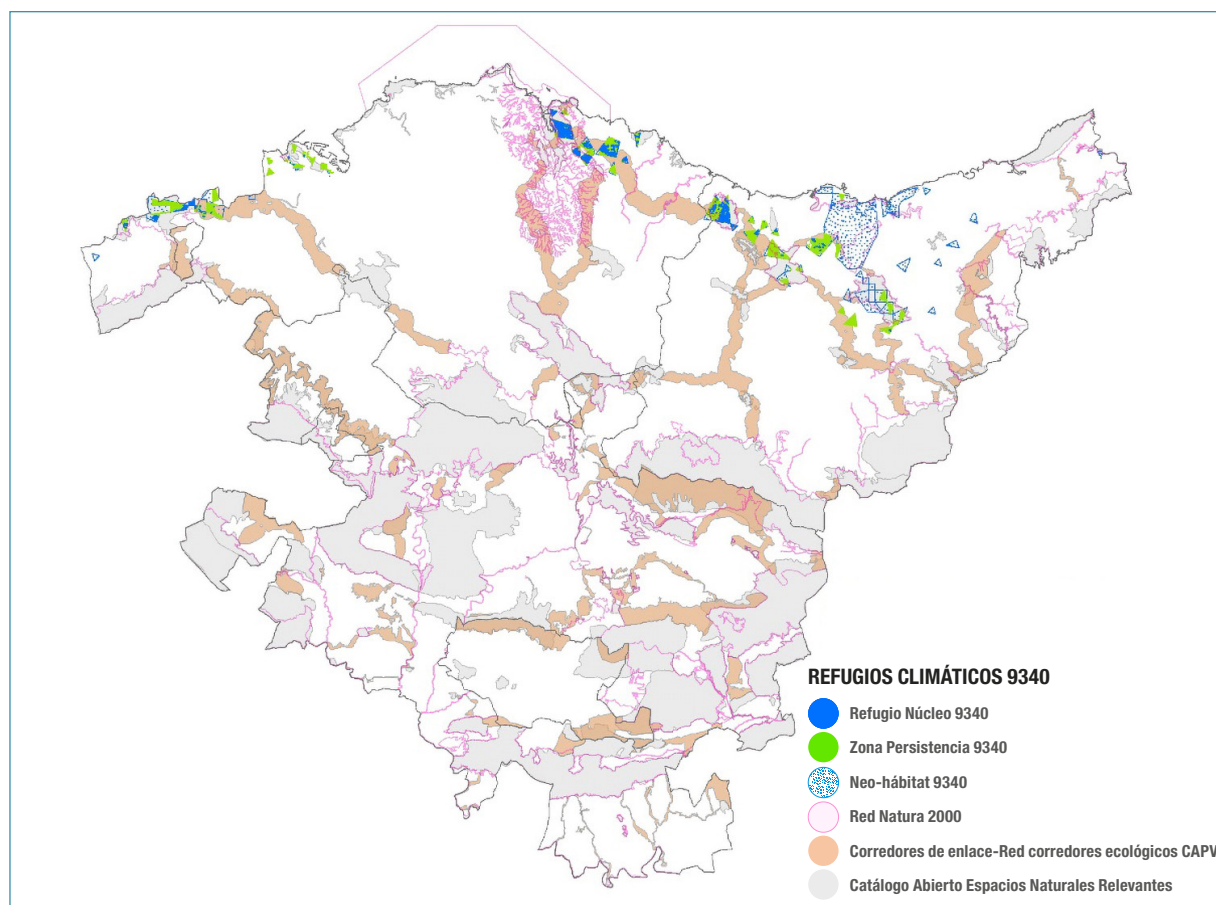 REFUGIOS CLIMÁTICOS 9340
Refugio Núcleo 9340
Zona Persistencia 9340
Neo-hábitat 9340
Red Natura 2000
Corredores de enlace-Red corredores ecológicos CAPV
Catálogo Abierto Espacios Naturales Relevantes